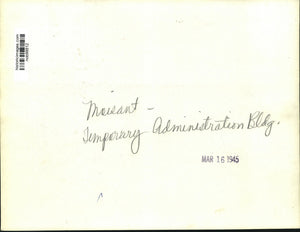 Moisant –
Temporary Administration Bldg.
MAR 16 1945